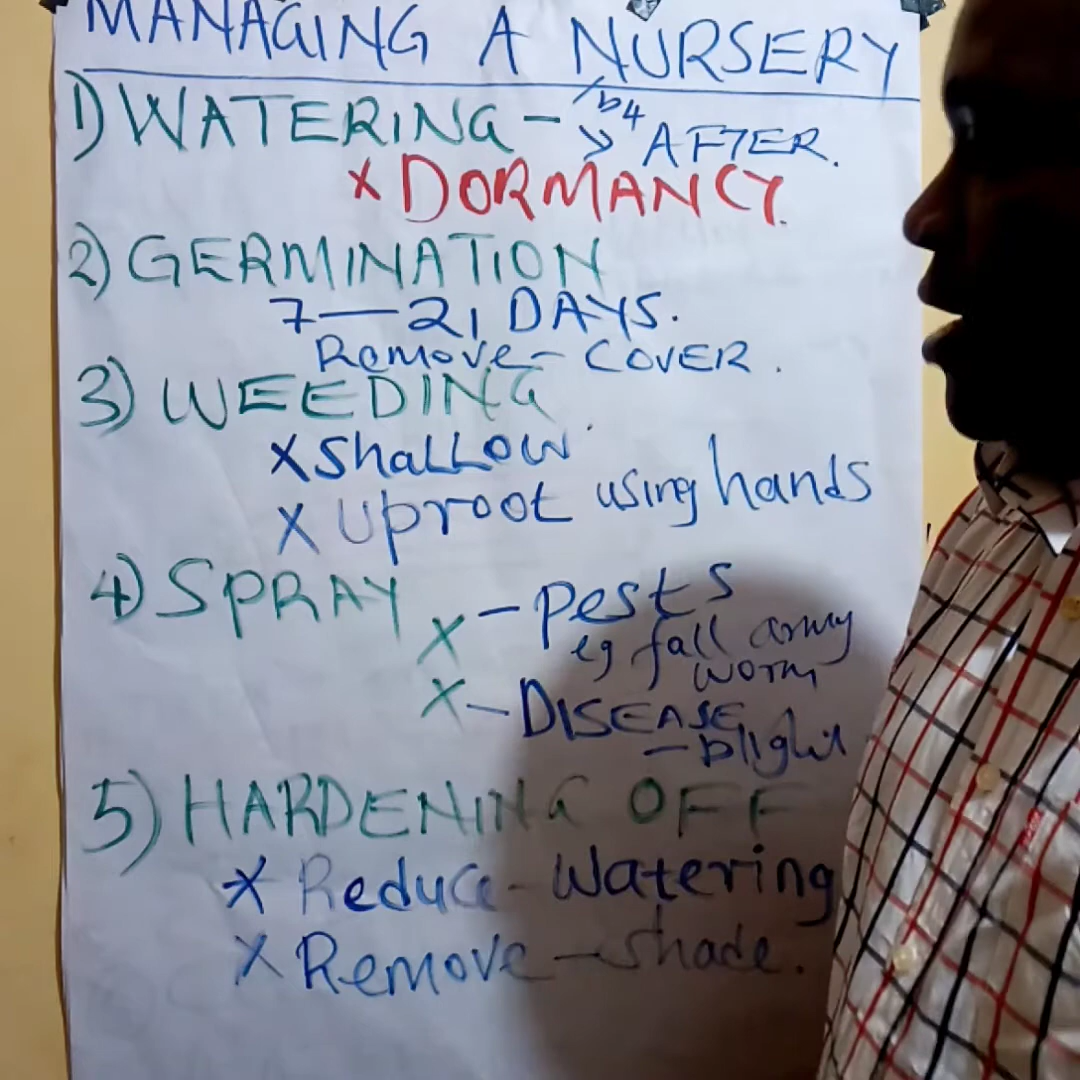 MANAGING A NURSERY
1) WATERING - b4
> AFTER.
x DORMANCY.
2) GERMINATION
7 — 21 DAYS.
Remove - COVER.
3) WEEDING
x ShaLLOW
x Uproot using hands
4) SPRAY
x - Pests
eg fall army
worm
x - DISEASE
- blight
5) HARDENING OFF
x Reduce - Watering
x Remove - shade.